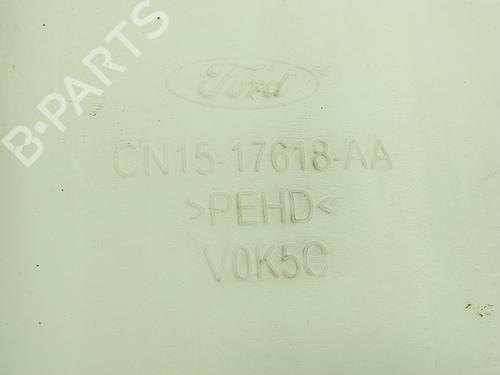 B-PARTS
Ford
CN15-17618-AA
>PEHD<
V0K5C